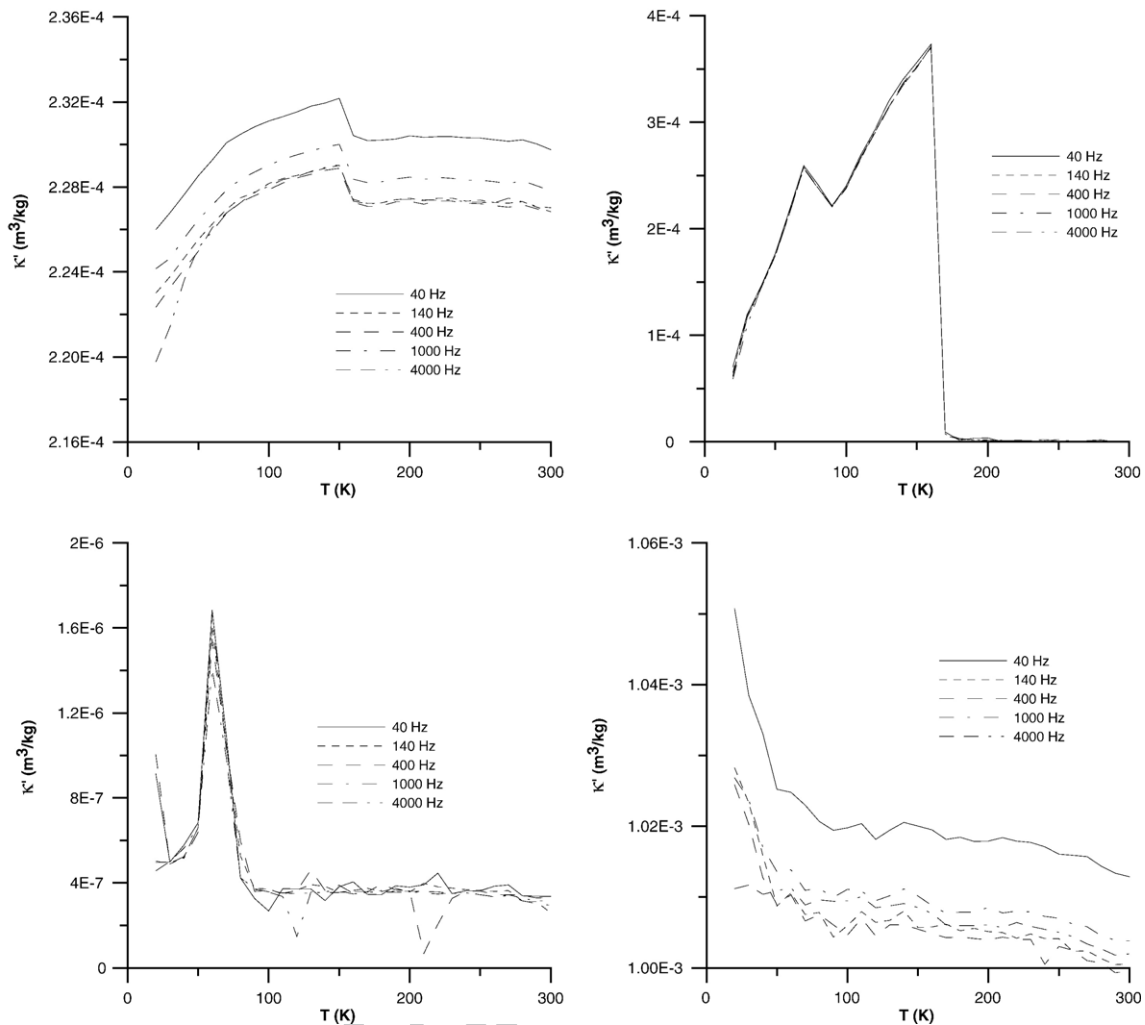 2.36E-4
2.32E-4
2.28E-4
2.24E-4
2.20E-4
2.16E-4
κ' (m³/kg)
40 Hz
140 Hz
400 Hz
1000 Hz
4000 Hz
0
100
200
300
T (K)
4E-4
3E-4
2E-4
1E-4
0
κ' (m³/kg)
40 Hz
140 Hz
400 Hz
1000 Hz
4000 Hz
0
100
200
300
T (K)
2E-6
1.6E-6
1.2E-6
8E-7
4E-7
0
κ' (m³/kg)
40 Hz
140 Hz
400 Hz
1000 Hz
4000 Hz
0
100
200
300
T (K)
1.06E-3
1.04E-3
1.02E-3
1.00E-3
κ' (m³/kg)
40 Hz
140 Hz
400 Hz
1000 Hz
4000 Hz
0
100
200
300
T (K)